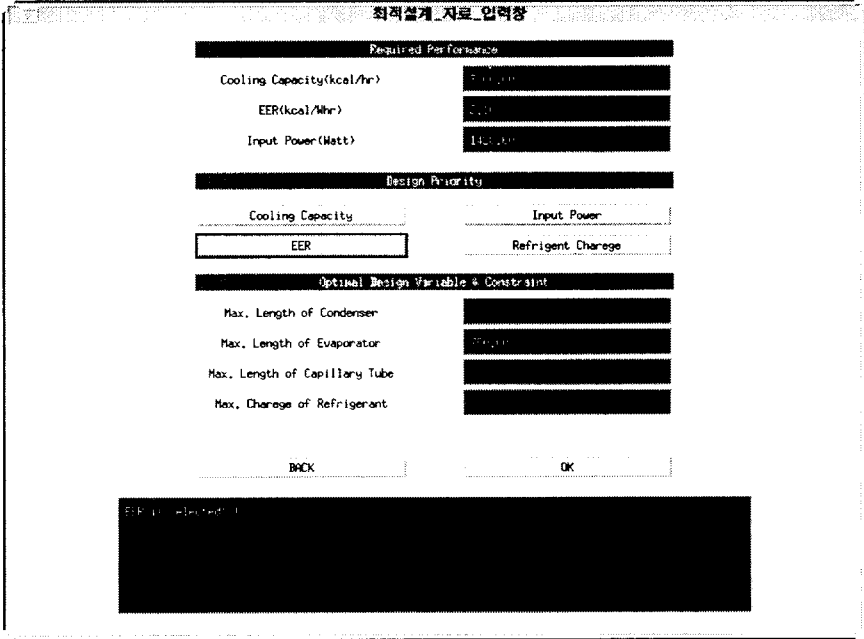 최적설계_자료_입력창
Required Performance
Cooling Capacity(kcal/hr)
EER(kcal/Whr)
Input Power(Watt)
Design Priority
Cooling Capacity Input Power
EER Refrigent Charege
Optimal Design Variable & Constraint
Max. Length of Condenser
Max. Length of Evaporator
Max. Length of Capillary Tube
Max. Charege of Refrigerant
BACK OK
EER is selected! !